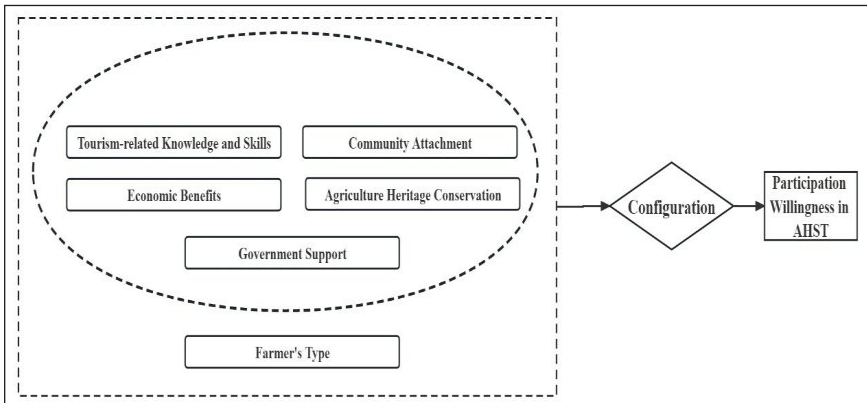 Tourism-related Knowledge and Skills
Community Attachment
Economic Benefits
Agriculture Heritage Conservation
Government Support
Farmer's Type
Configuration
Participation
Willingness in
AHST